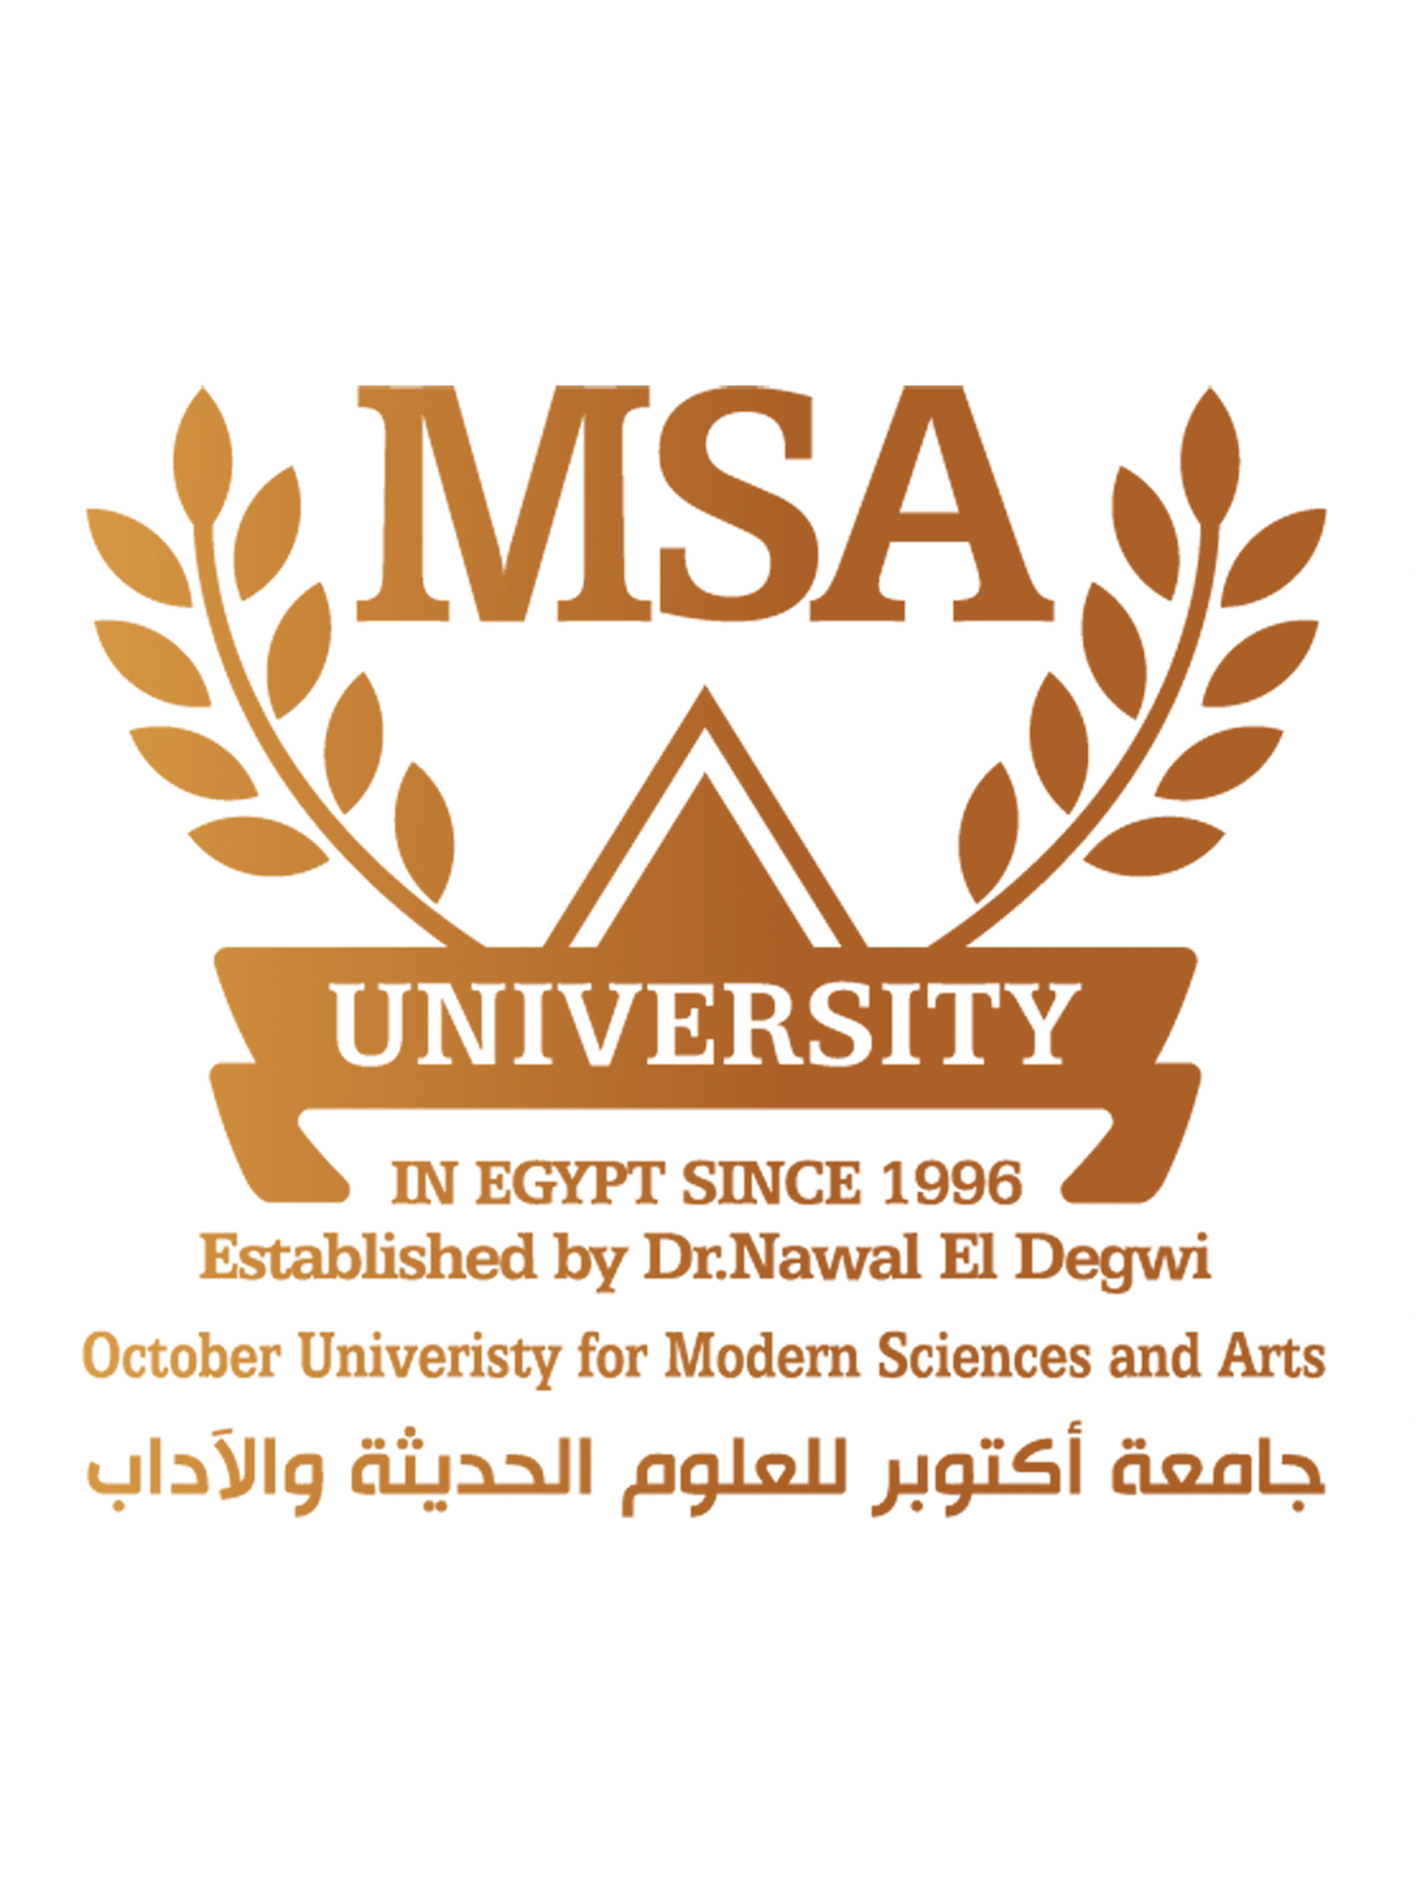 MSA
UNIVERSITY
IN EGYPT SINCE 1996
Established by Dr.Nawal El Degwi
October Univeristy for Modern Sciences and Arts
جامعة أكتوبر للعلوم الحديثة والآداب